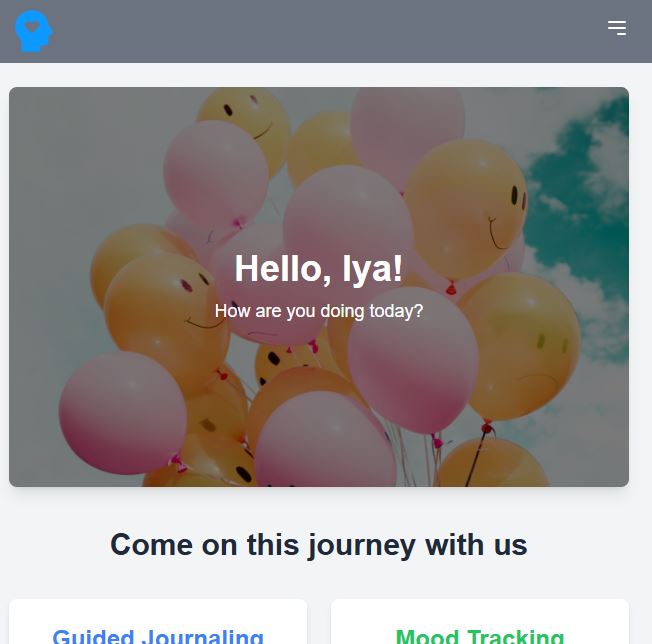 Hello, Iya!
How are you doing today?
Come on this journey with us
Guided Journaling
Mood Tracking